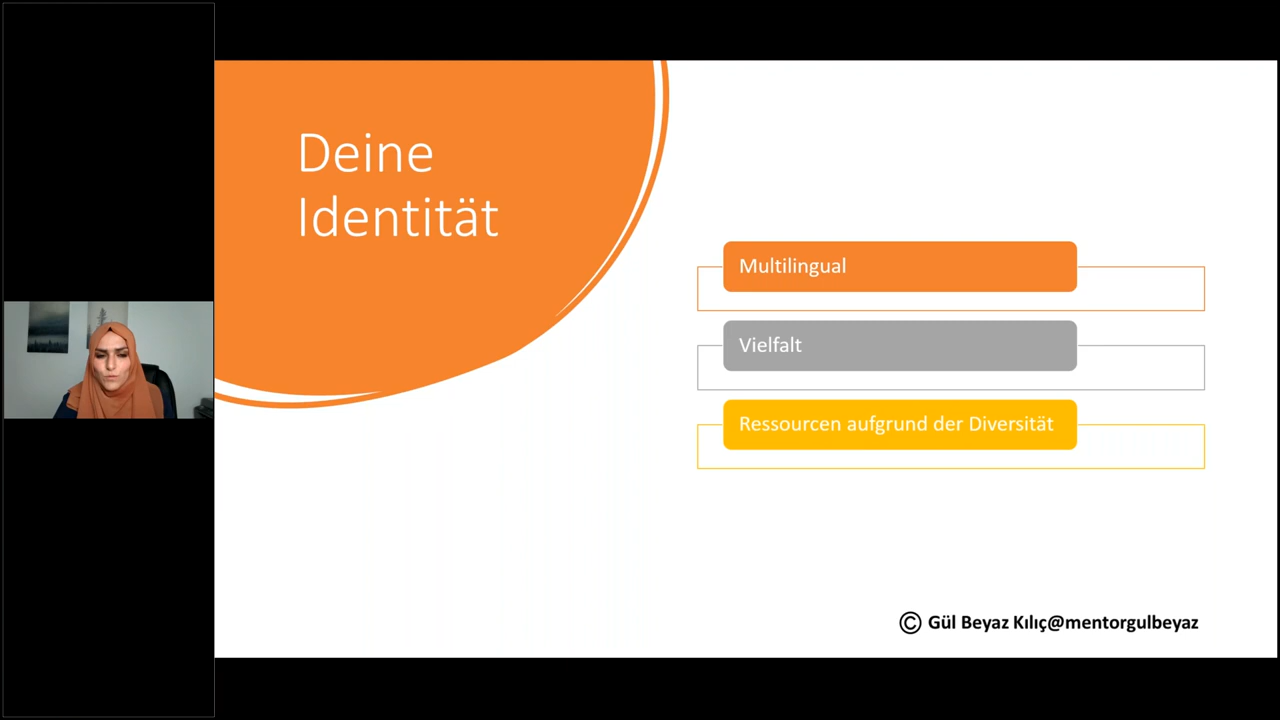 Deine
Identität
Multilingual
Vielfalt
Ressourcen aufgrund der Diversität
© Gül Beyaz Kılıç@mentorgulbeyaz